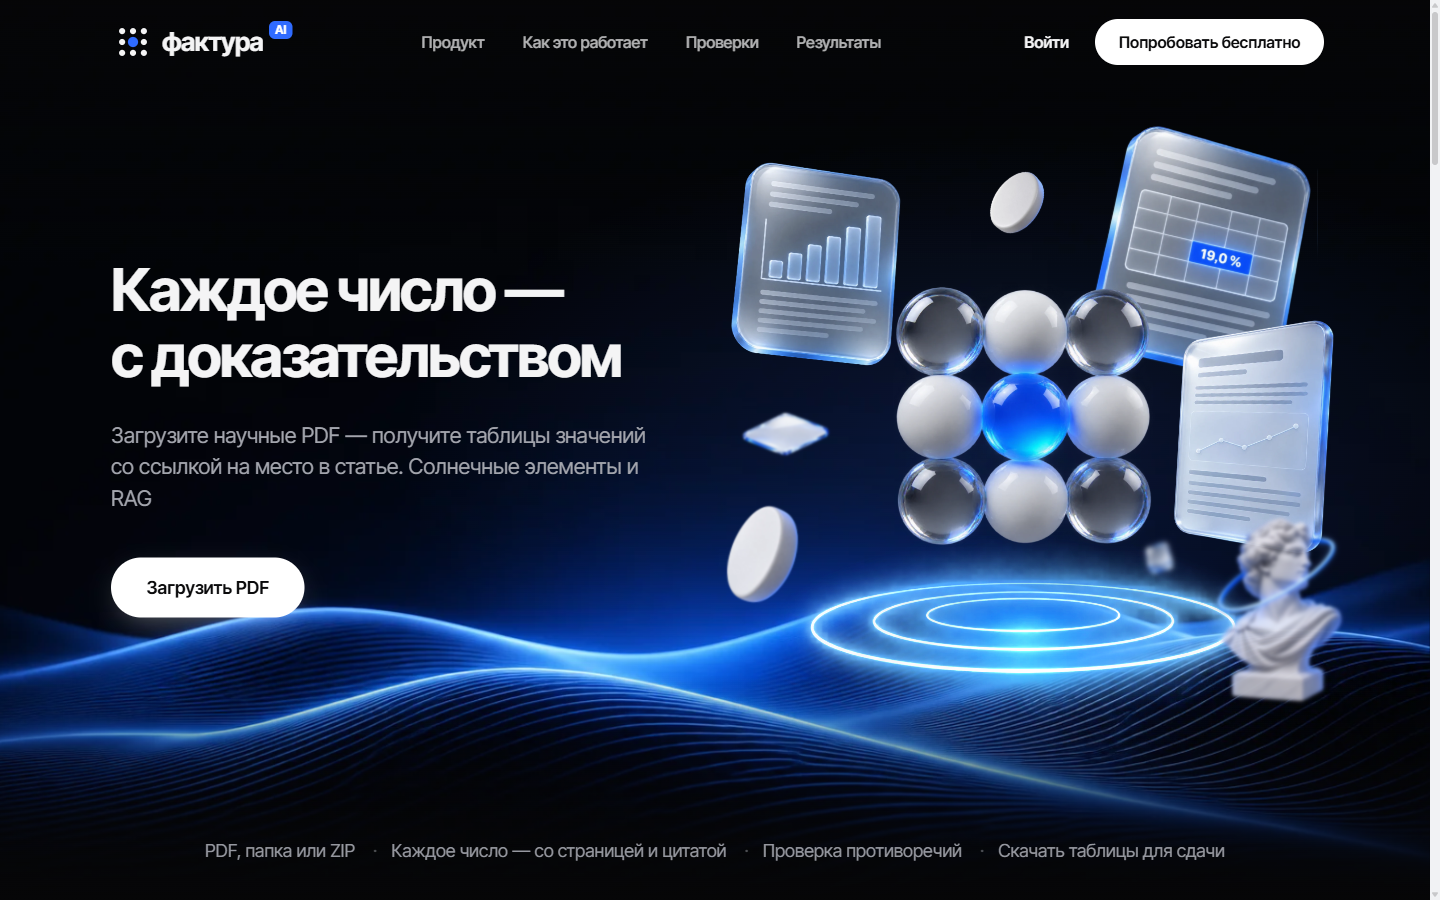 фактура AI
Продукт
Как это работает
Проверки
Результаты
Войти
Попробовать бесплатно
19,0 %
Каждое число —
с доказательством
Загрузите научные PDF — получите таблицы значений
со ссылкой на место в статье. Солнечные элементы и
RAG
Загрузить PDF
PDF, папка или ZIP · Каждое число — со страницей и цитатой · Проверка противоречий · Скачать таблицы для сдачи